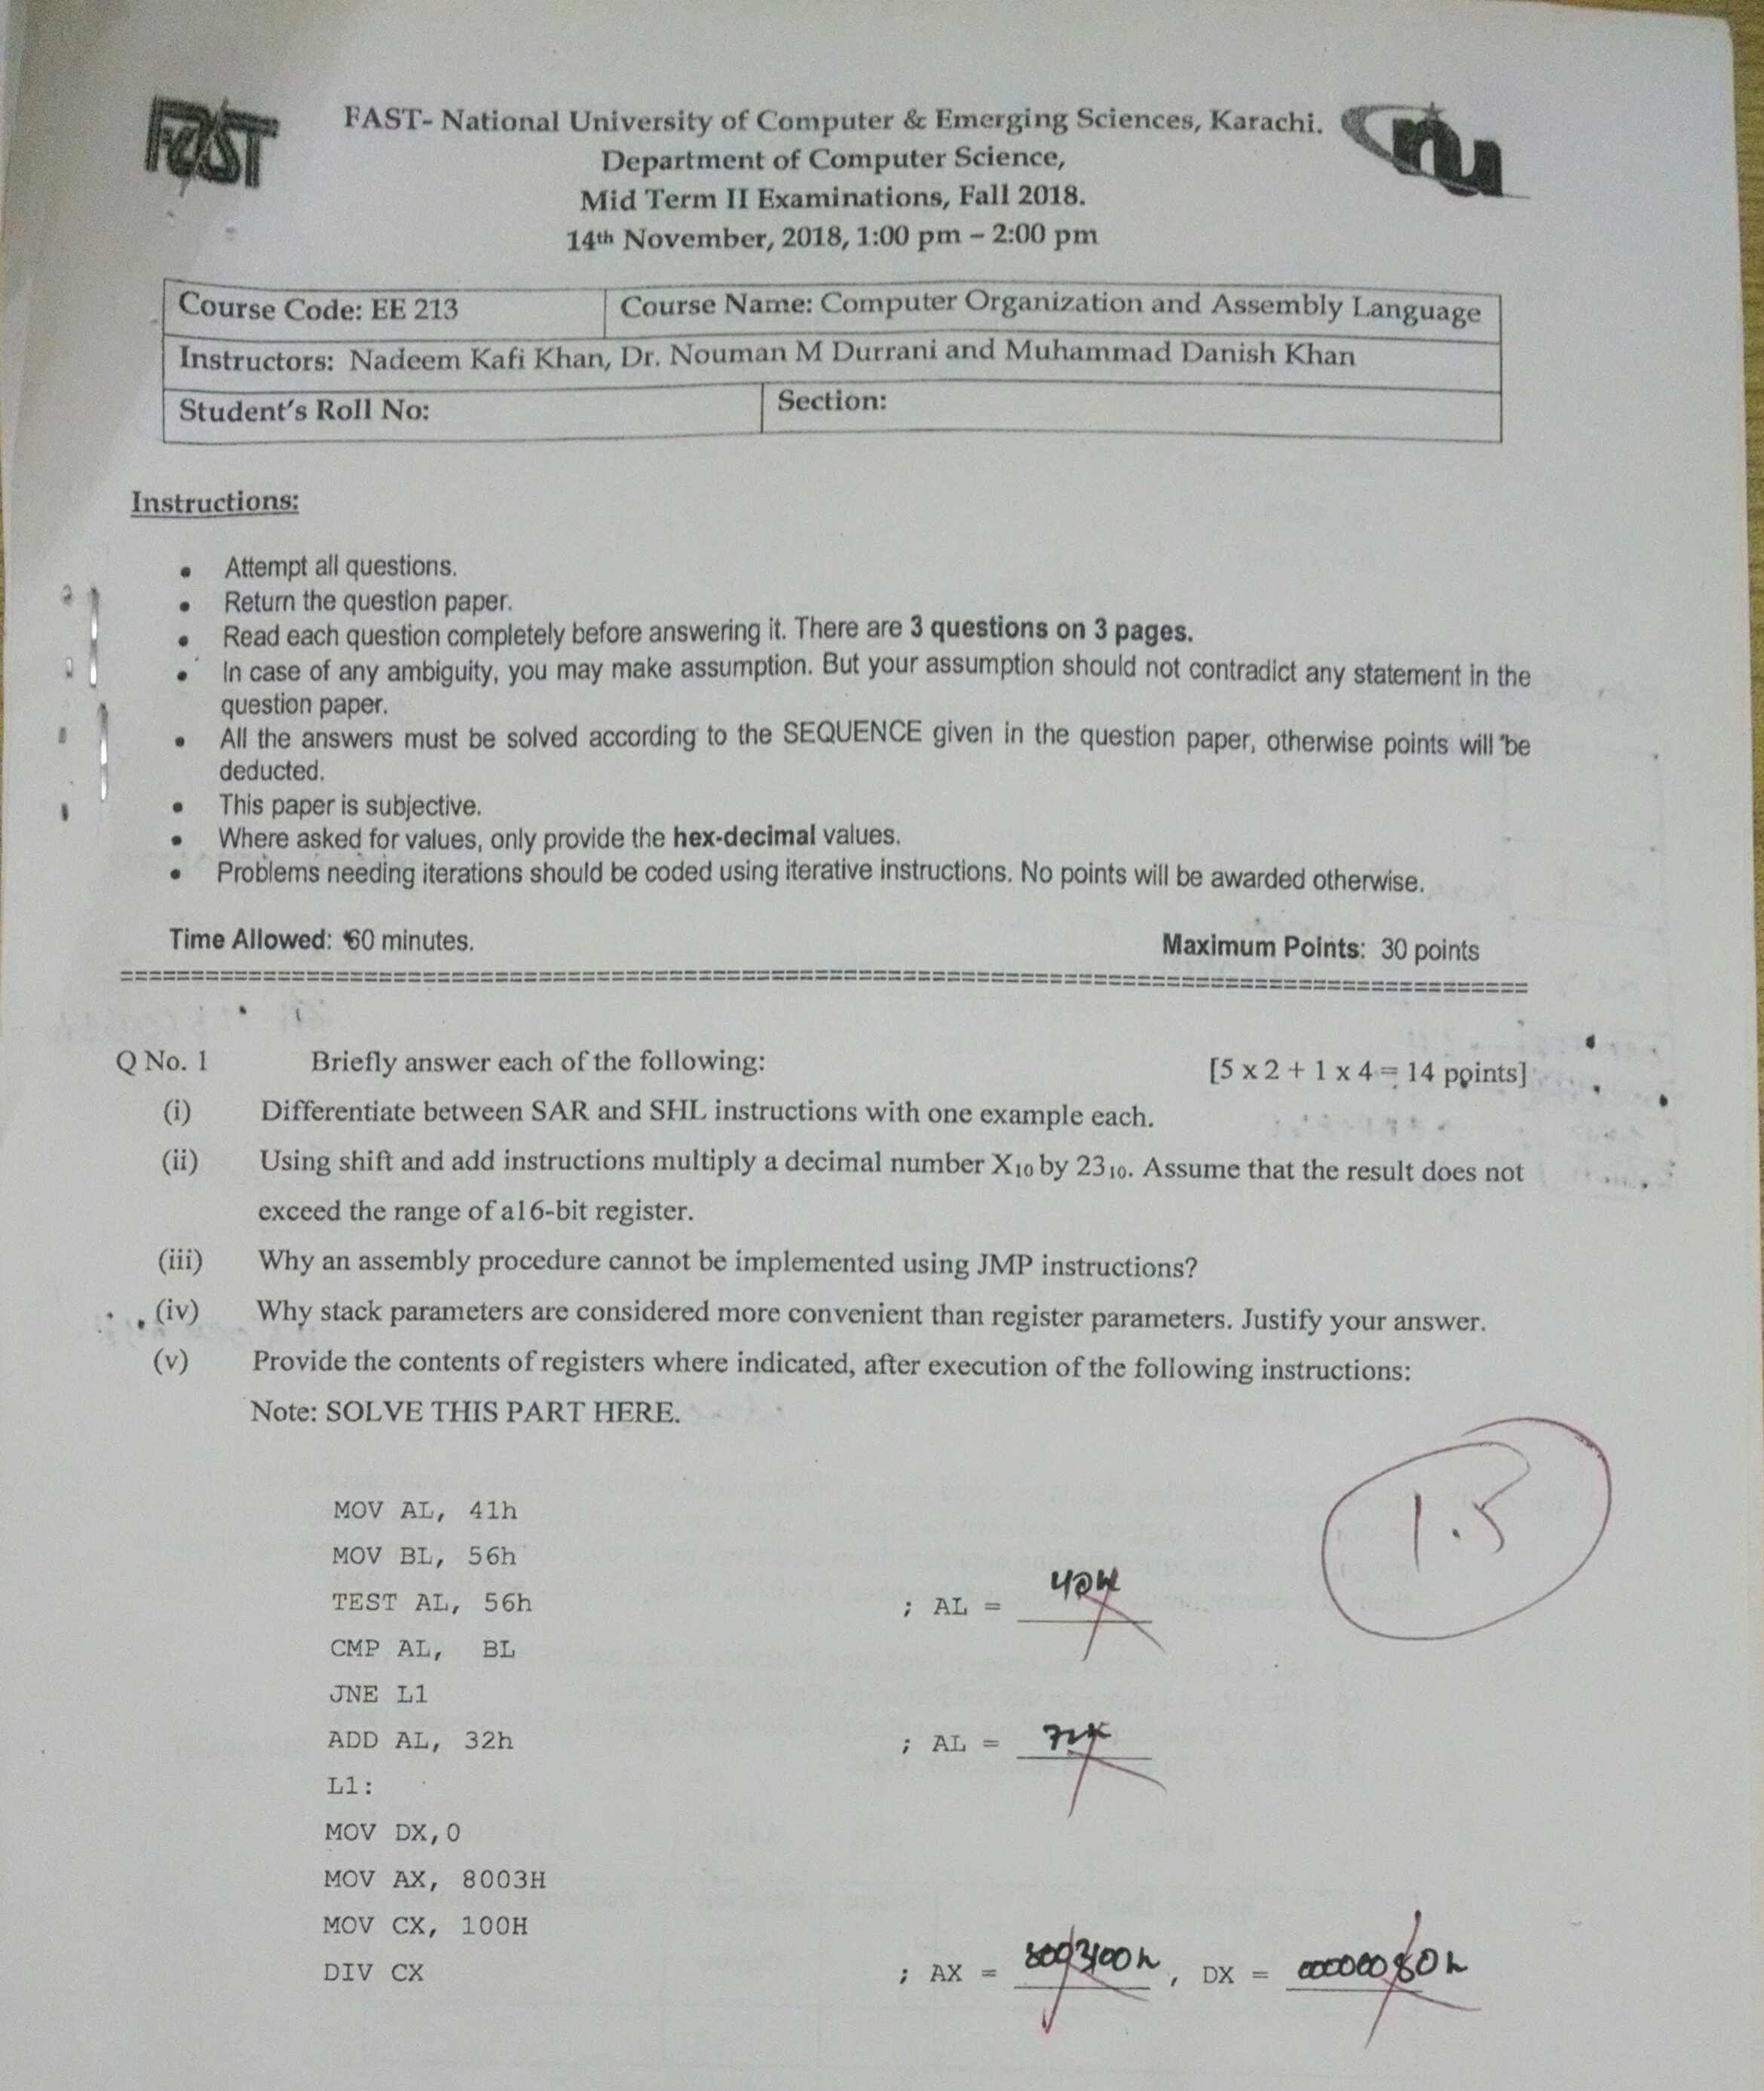 FAST
FAST- National University of Computer & Emerging Sciences, Karachi.
nu
Department of Computer Science,
Mid Term II Examinations, Fall 2018.
14th November, 2018, 1:00 pm – 2:00 pm
Course Code: EE 213 Course Name: Computer Organization and Assembly Language
Instructors: Nadeem Kafi Khan, Dr. Nouman M Durrani and Muhammad Danish Khan
Student's Roll No: Section:
Instructions:
• Attempt all questions.
• Return the question paper.
• Read each question completely before answering it. There are 3 questions on 3 pages.
• In case of any ambiguity, you may make assumption. But your assumption should not contradict any statement in the
question paper.
• All the answers must be solved according to the SEQUENCE given in the question paper, otherwise points will be
deducted.
• This paper is subjective.
• Where asked for values, only provide the hex-decimal values.
• Problems needing iterations should be coded using iterative instructions. No points will be awarded otherwise.
Time Allowed: 60 minutes. Maximum Points: 30 points
Q No. 1 Briefly answer each of the following: [5 x 2 + 1 x 4 = 14 points]
(i) Differentiate between SAR and SHL instructions with one example each.
(ii) Using shift and add instructions multiply a decimal number X₁₀ by 23₁₀. Assume that the result does not
exceed the range of a16-bit register.
(iii) Why an assembly procedure cannot be implemented using JMP instructions?
(iv) Why stack parameters are considered more convenient than register parameters. Justify your answer.
(v) Provide the contents of registers where indicated, after execution of the following instructions:
Note: SOLVE THIS PART HERE.
1.5
MOV AL, 41h
MOV BL, 56h
TEST AL, 56h ; AL = 40H
CMP AL, BL
JNE L1
ADD AL, 32h ; AL =
L1:
MOV DX,0
MOV AX, 8003H
MOV CX, 100H
DIV CX ; AX = 8003100h , DX = 00000080h